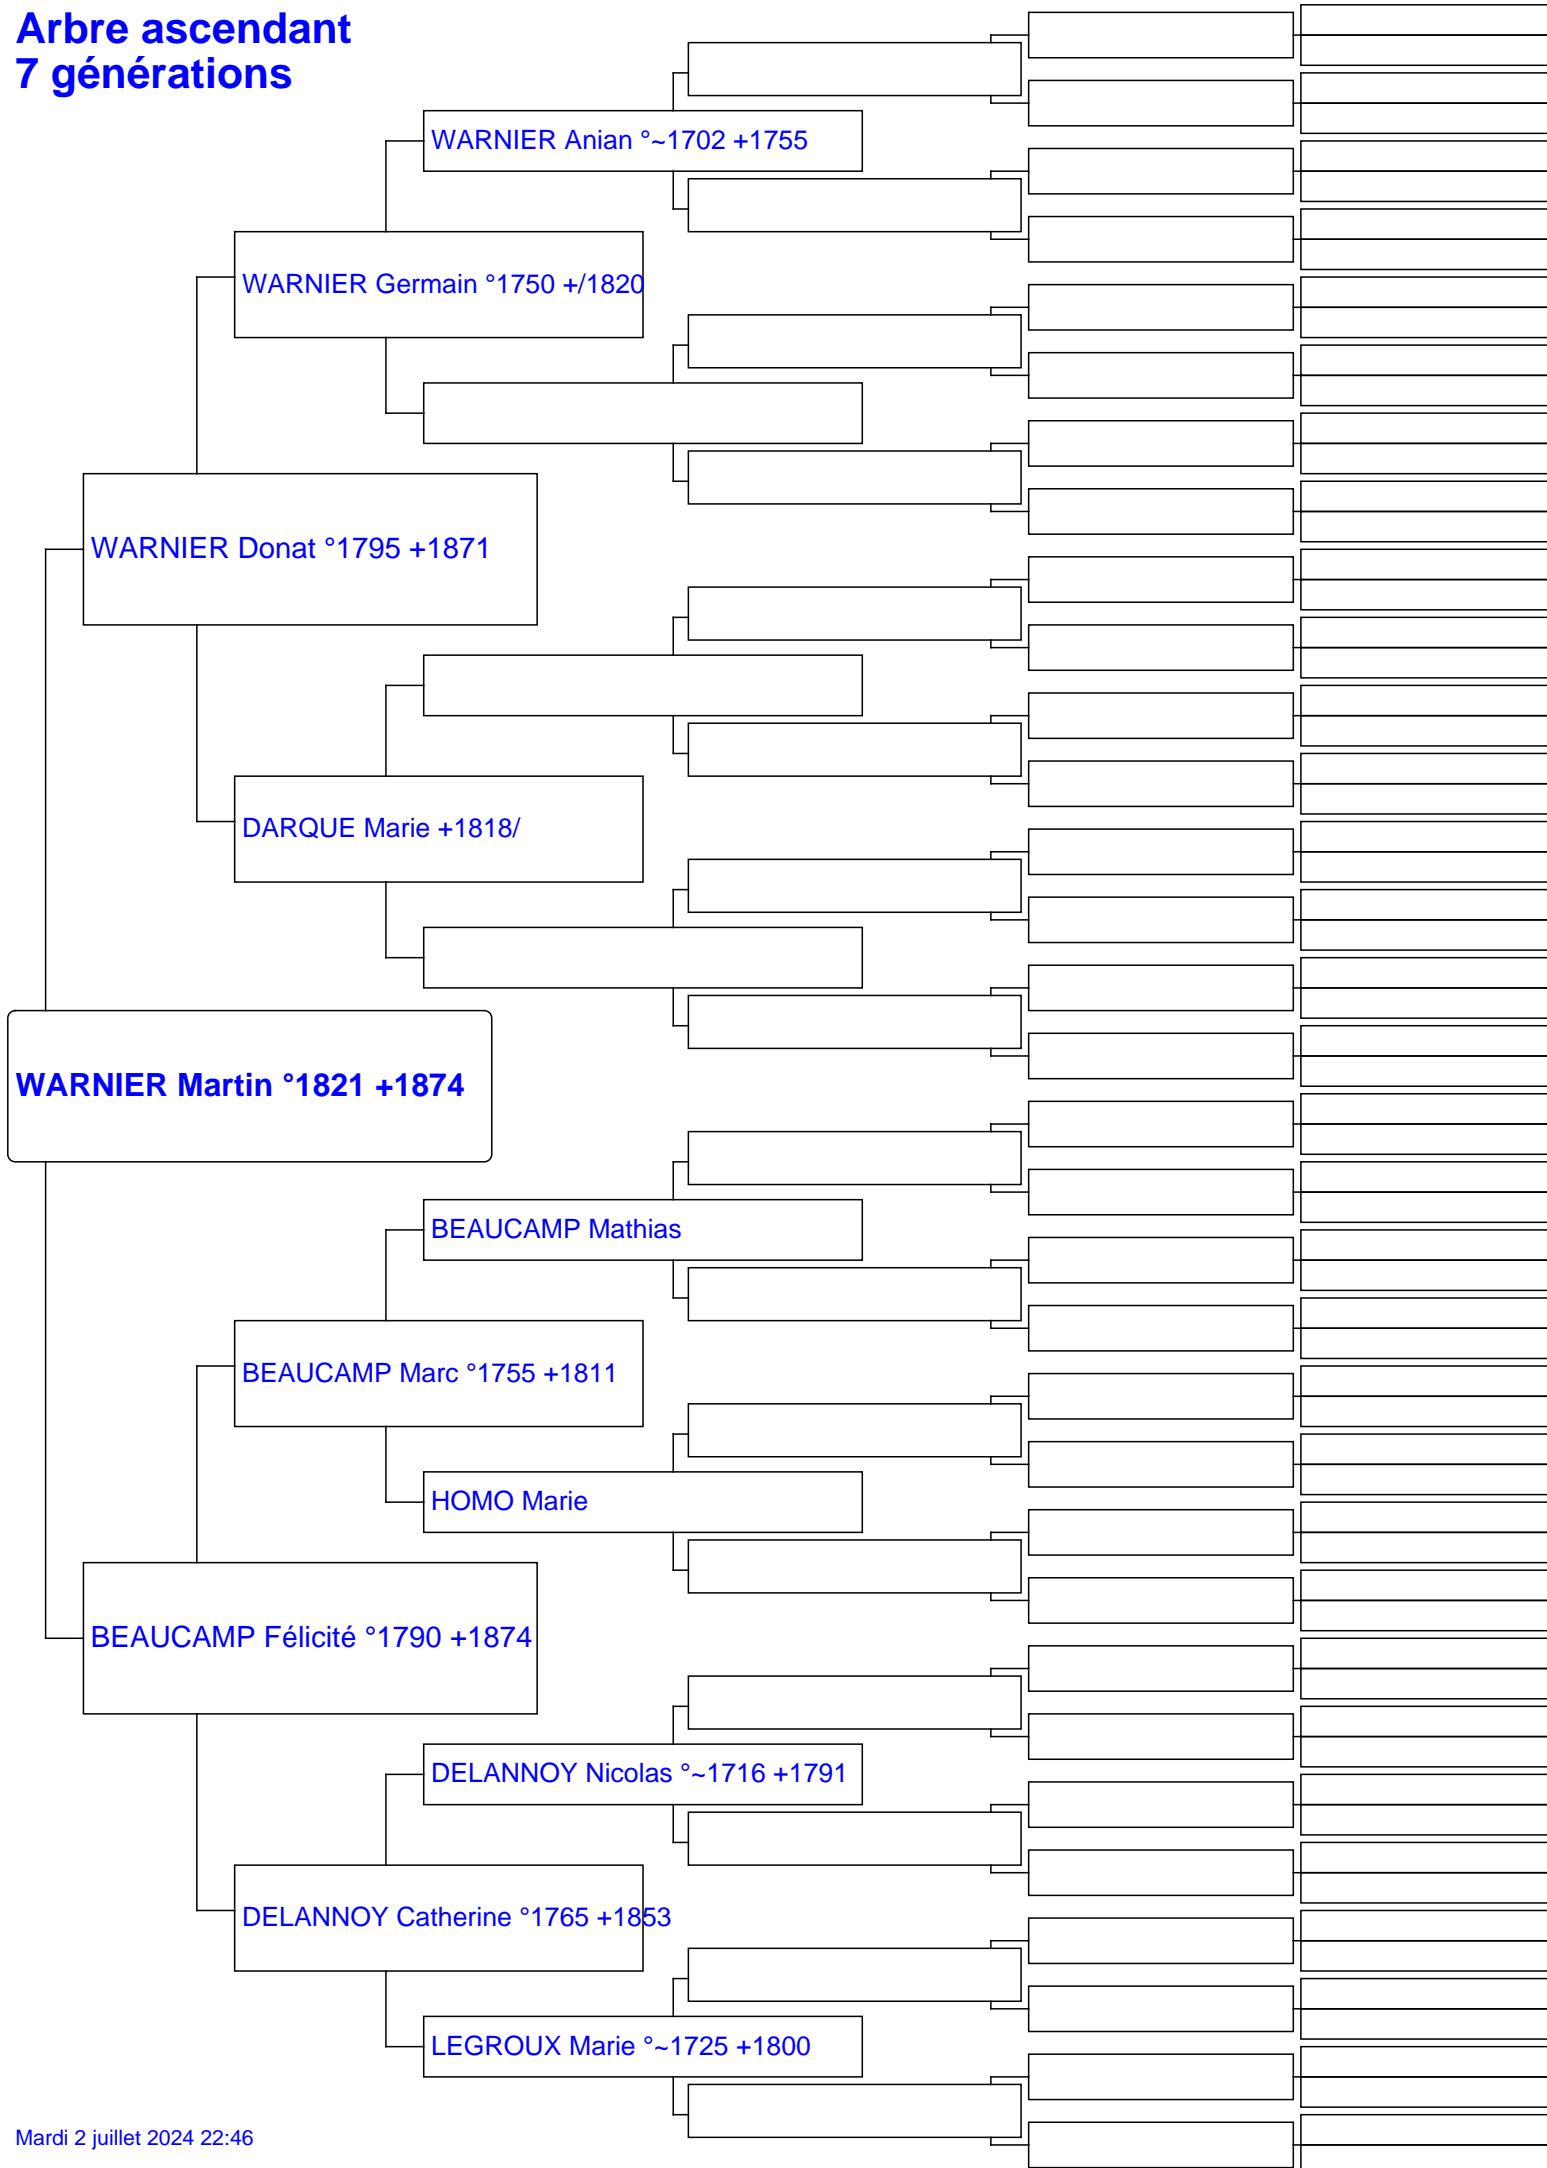 Arbre ascendant
7 générations
WARNIER Anian °~1702 +1755
WARNIER Germain °1750 +/1820
WARNIER Donat °1795 +1871
DARQUE Marie +1818/
WARNIER Martin °1821 +1874
BEAUCAMP Mathias
BEAUCAMP Marc °1755 +1811
HOMO Marie
BEAUCAMP Félicité °1790 +1874
DELANNOY Nicolas °~1716 +1791
DELANNOY Catherine °1765 +1853
LEGROUX Marie °~1725 +1800
Mardi 2 juillet 2024 22:46